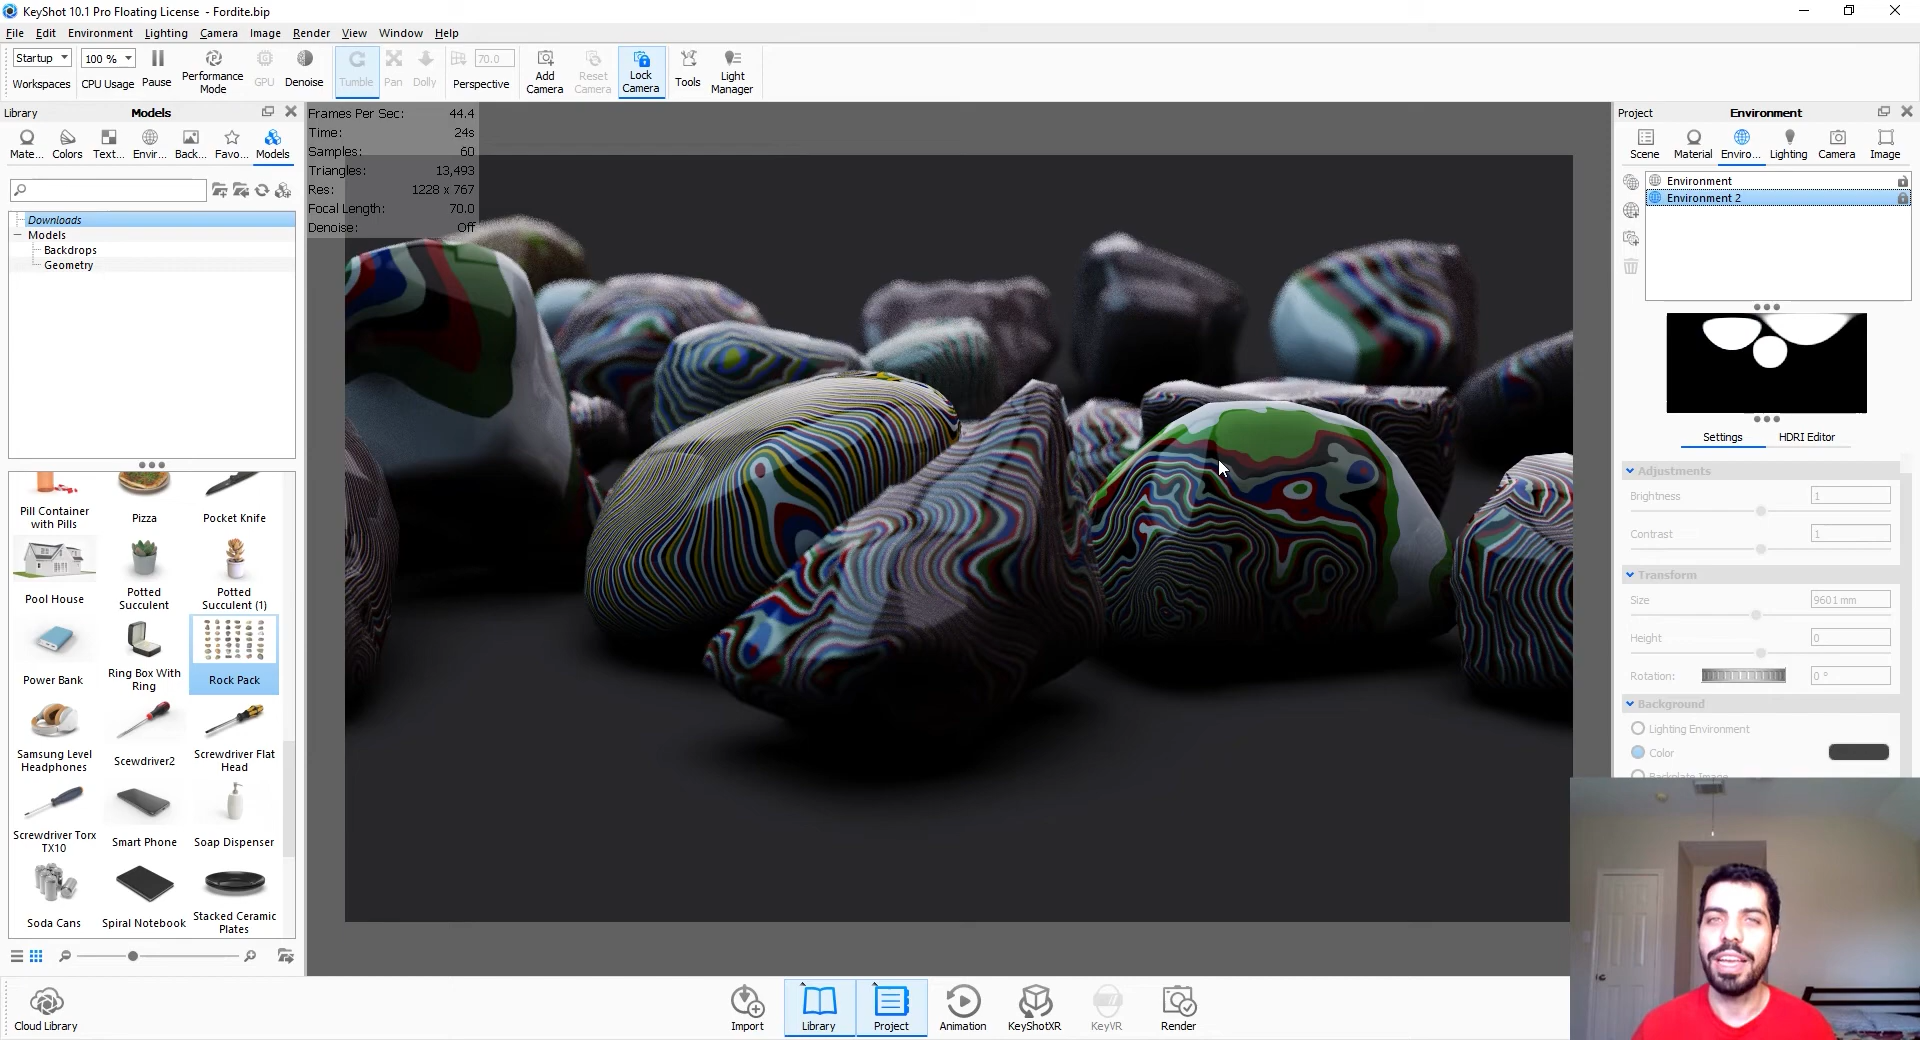 KeyShot 10.1 Pro Floating License - Fordite.bip
File Edit Environment Lighting Camera Image Render View Window Help
Startup 100 % 70.0
Workspaces CPU Usage Pause Performance Mode GPU Denoise Tumble Pan Dolly Perspective Add Camera Reset Camera Lock Camera Tools Light Manager
Library Models
Mate... Colors Text... Envir... Back... Favo... Models
Downloads
Models
Backdrops
Geometry
Pill Container with Pills Pizza Pocket Knife
Pool House Potted Succulent Potted Succulent (1)
Power Bank Ring Box With Ring Rock Pack
Samsung Level Headphones Scewdriver2 Screwdriver Flat Head
Screwdriver Torx TX10 Smart Phone Soap Dispenser
Soda Cans Spiral Notebook Stacked Ceramic Plates
Frames Per Sec: 44.4
Time: 24s
Samples: 60
Triangles: 13,493
Res: 1228 x 767
Focal Length: 70.0
Denoise: Off
Project Environment
Scene Material Enviro... Lighting Camera Image
Environment
Environment 2
Settings HDRI Editor
Adjustments
Brightness 1
Contrast 1
Transform
Size 9601 mm
Height 0
Rotation: 0 °
Background
Lighting Environment
Color
Backplate Image
Cloud Library Import Library Project Animation KeyShotXR KeyVR Render